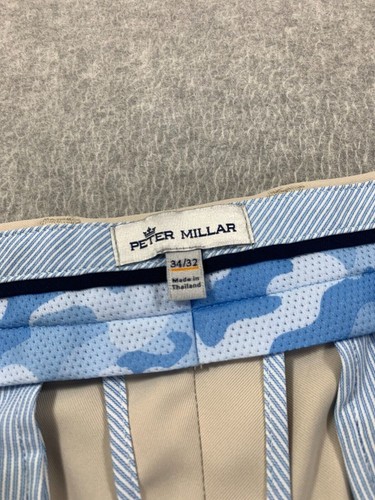 PETER MILLAR
34/32
Made in
Thailand